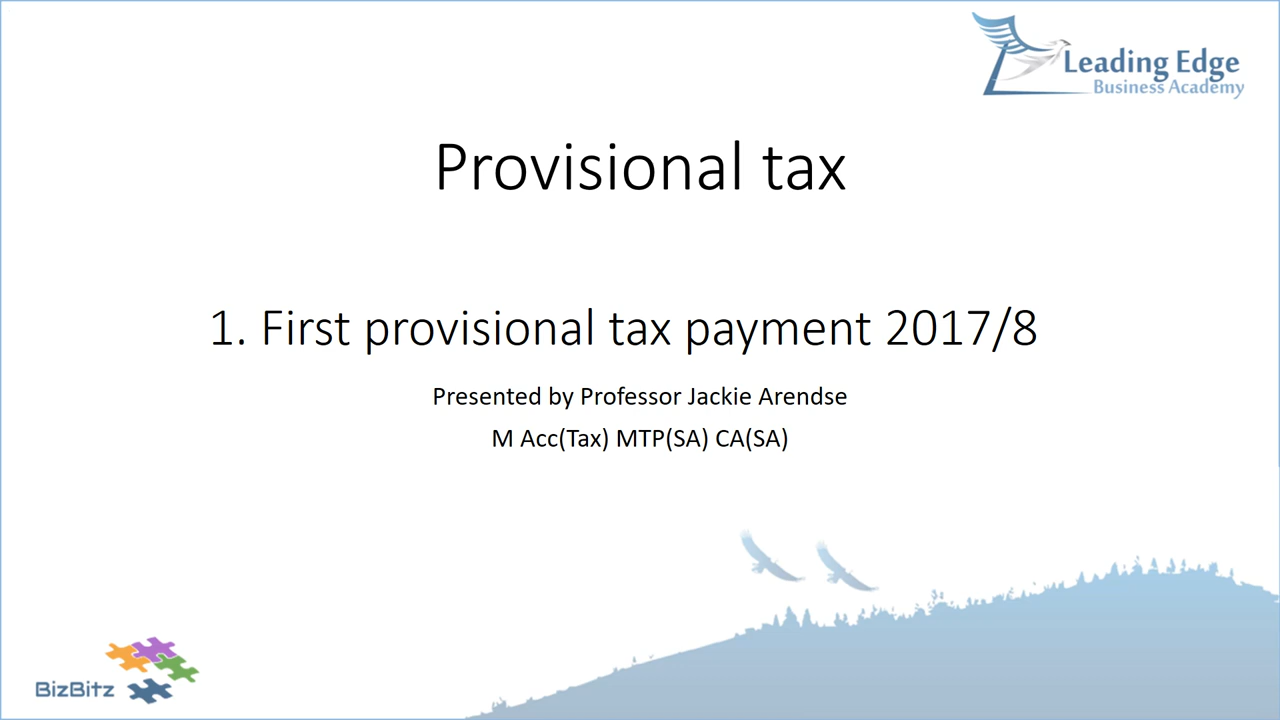 Leading Edge
Business Academy
Provisional tax
1. First provisional tax payment 2017/8
Presented by Professor Jackie Arendse
M Acc(Tax) MTP(SA) CA(SA)
BizBitz